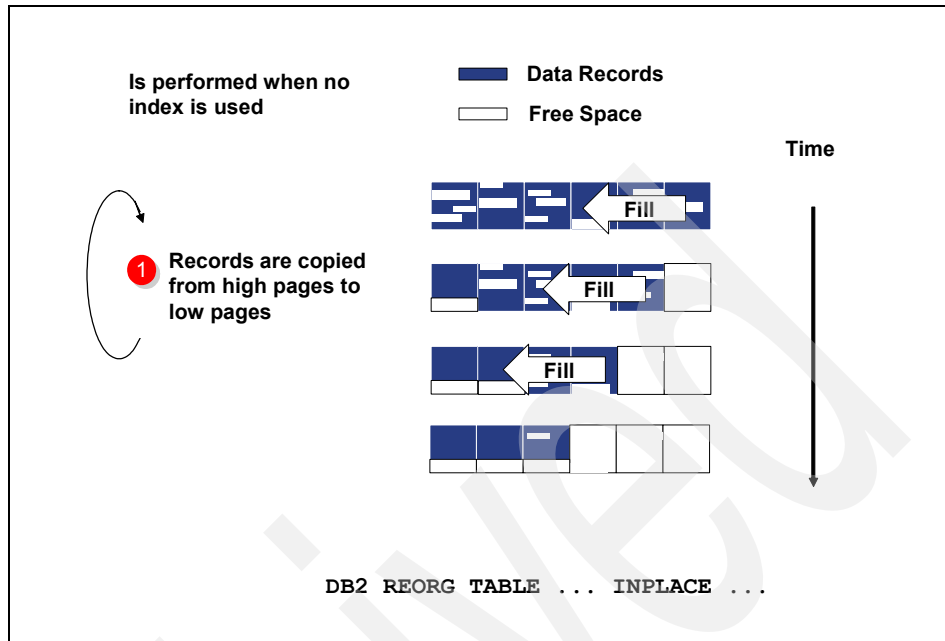 Is performed when no
index is used
Data Records
Free Space
Time
Fill
1
Records are copied
from high pages to
low pages
Fill
Fill
DB2 REORG TABLE ... INPLACE ...